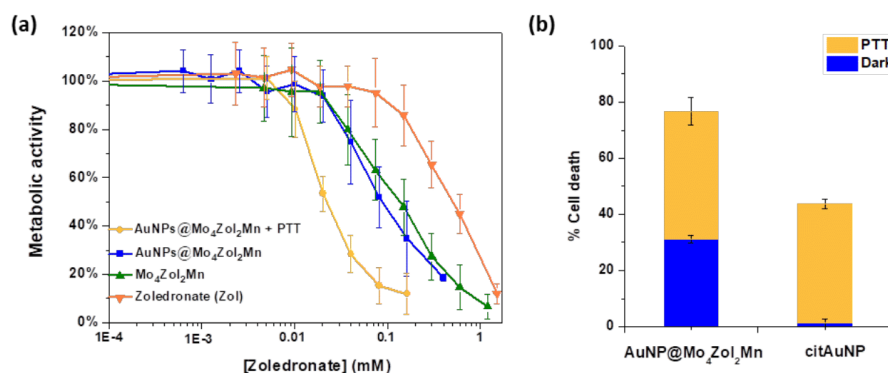 (a)
120%
100%
80%
60%
40%
20%
0%
Metabolic activity
AuNPs@Mo₄Zol₂Mn + PTT
AuNPs@Mo₄Zol₂Mn
Mo₄Zol₂Mn
Zoledronate (Zol)
1E-4
1E-3
0,01
0,1
1
[Zoledronate] (mM)
(b)
PTT
Dark
100
80
60
40
20
0
% Cell death
AuNP@Mo₄Zol₂Mn
citAuNP